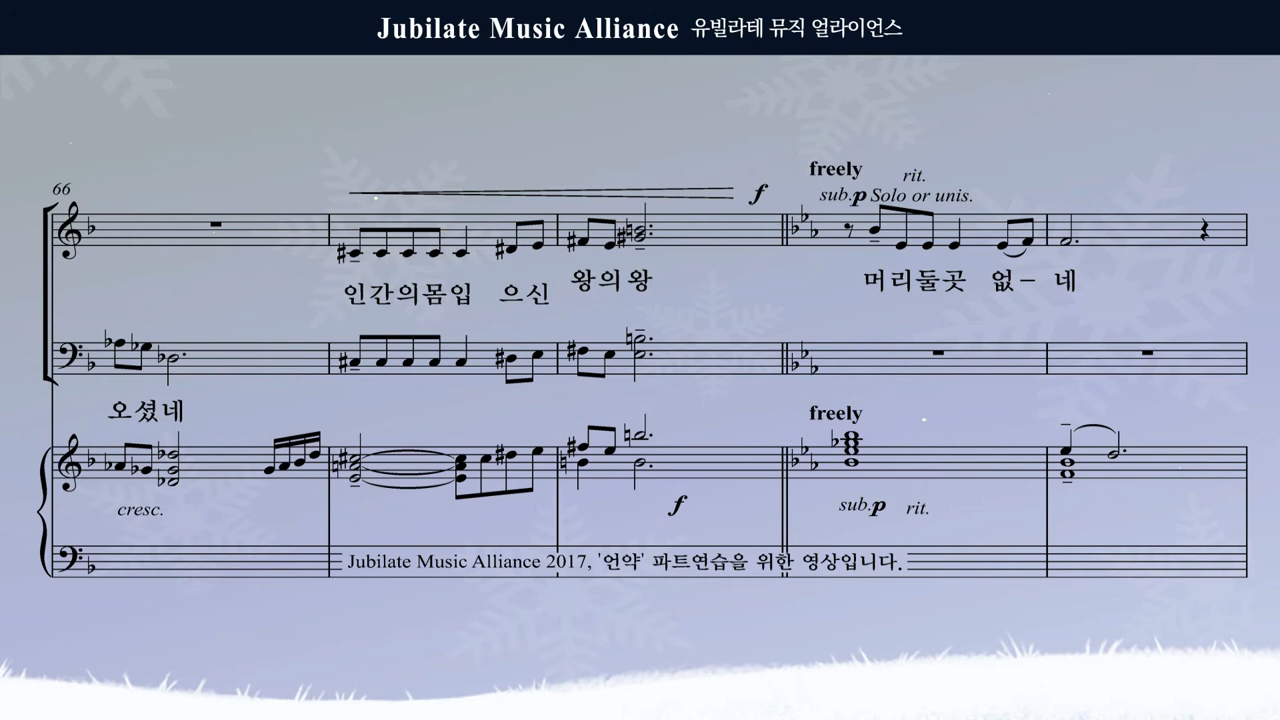 Jubilate Music Alliance 유빌라테 뮤직 얼라이언스
66
f
freely
rit.
sub.p Solo or unis.
인간의몸입 으신 왕의왕 머리둘곳 없– 네
오셨네
freely
cresc.
f
sub.p rit.
Jubilate Music Alliance 2017, '언약' 파트연습을 위한 영상입니다.